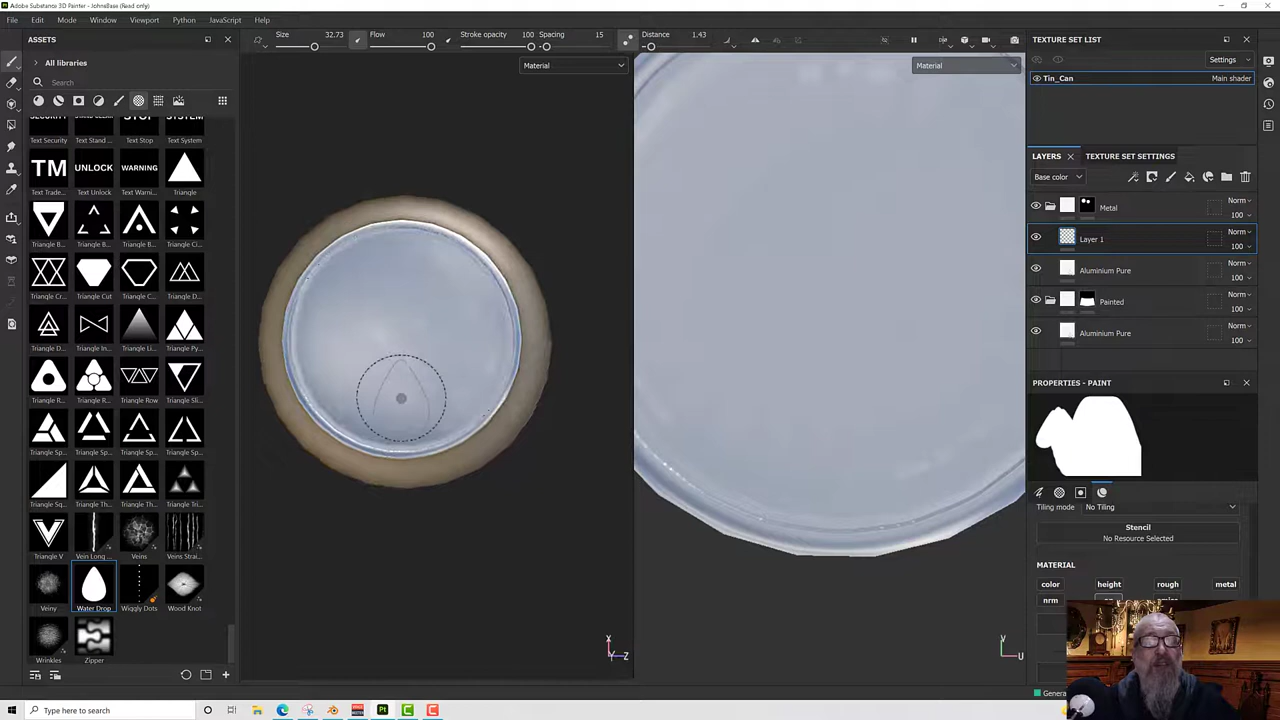 Adobe Substance 3D Painter - JohnsBase (Read only)
File Edit Mode Window Viewport Python JavaScript Help
ASSETS
Size 32.73 Flow 100 Stroke opacity 100 Spacing 15 Distance 1.43
All libraries
Search
Material
Material
Text Security Text Stand ... Text Stop Text System
TM UNLOCK WARNING
Text Trade... Text Unlock Text Warni... Triangle
Triangle B... Triangle B... Triangle B... Triangle Ci...
Triangle Cr... Triangle Cut Triangle C... Triangle D...
Triangle D... Triangle In... Triangle Li... Triangle Py...
Triangle R... Triangle R... Triangle Row Triangle Sli...
Triangle Sp... Triangle Sp... Triangle Sp... Triangle Sp...
Triangle Sq... Triangle Th... Triangle Th... Triangle Tri...
Triangle V Vein Long ... Veins Veins Strai...
Veiny Water Drop Wiggly Dots Wood Knot
Wrinkles Zipper
X
Y Z
V
U
TEXTURE SET LIST
Settings
Tin_Can Main shader
LAYERS TEXTURE SET SETTINGS
Base color
Metal Norm 100
Layer 1 Norm 100
Aluminium Pure Norm 100
Painted Norm 100
Aluminium Pure Norm 100
PROPERTIES - PAINT
Tiling mode No Tiling
Stencil
No Resource Selected
MATERIAL
color height rough metal
nrm
Type here to search
Pt